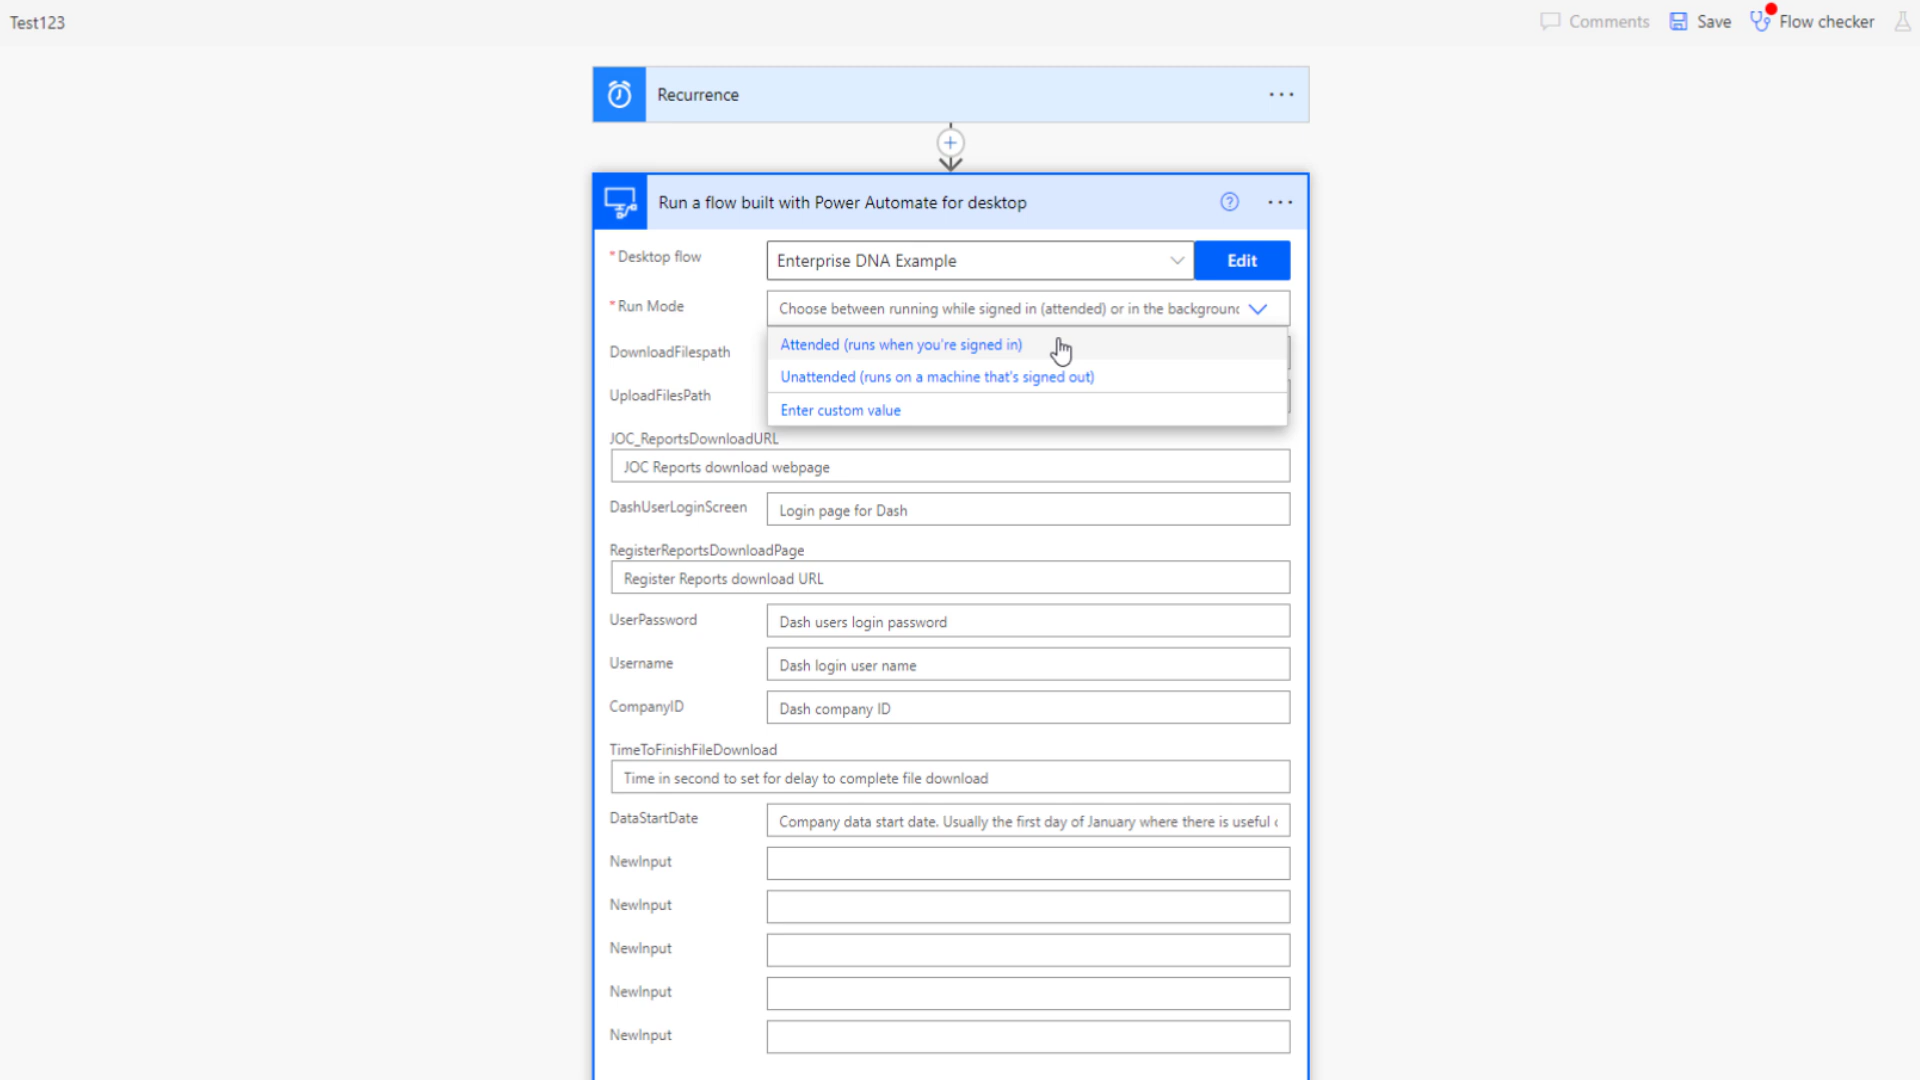 Test123
Comments
Save
Flow checker
Recurrence
Run a flow built with Power Automate for desktop
* Desktop flow
Enterprise DNA Example
Edit
* Run Mode
Choose between running while signed in (attended) or in the background
Attended (runs when you're signed in)
DownloadFilespath
Unattended (runs on a machine that's signed out)
UploadFilesPath
Enter custom value
JOC_ReportsDownloadURL
JOC Reports download webpage
DashUserLoginScreen
Login page for Dash
RegisterReportsDownloadPage
Register Reports download URL
UserPassword
Dash users login password
Username
Dash login user name
CompanyID
Dash company ID
TimeToFinishFileDownload
Time in second to set for delay to complete file download
DataStartDate
Company data start date. Usually the first day of January where there is useful
NewInput
NewInput
NewInput
NewInput
NewInput